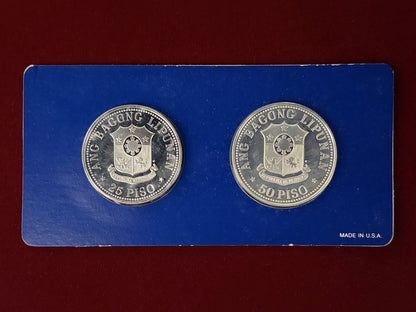 ANG BAGONG LIPUNAN
25 PISO
ANG BAGONG LIPUNAN
50 PISO
MADE IN U.S.A.